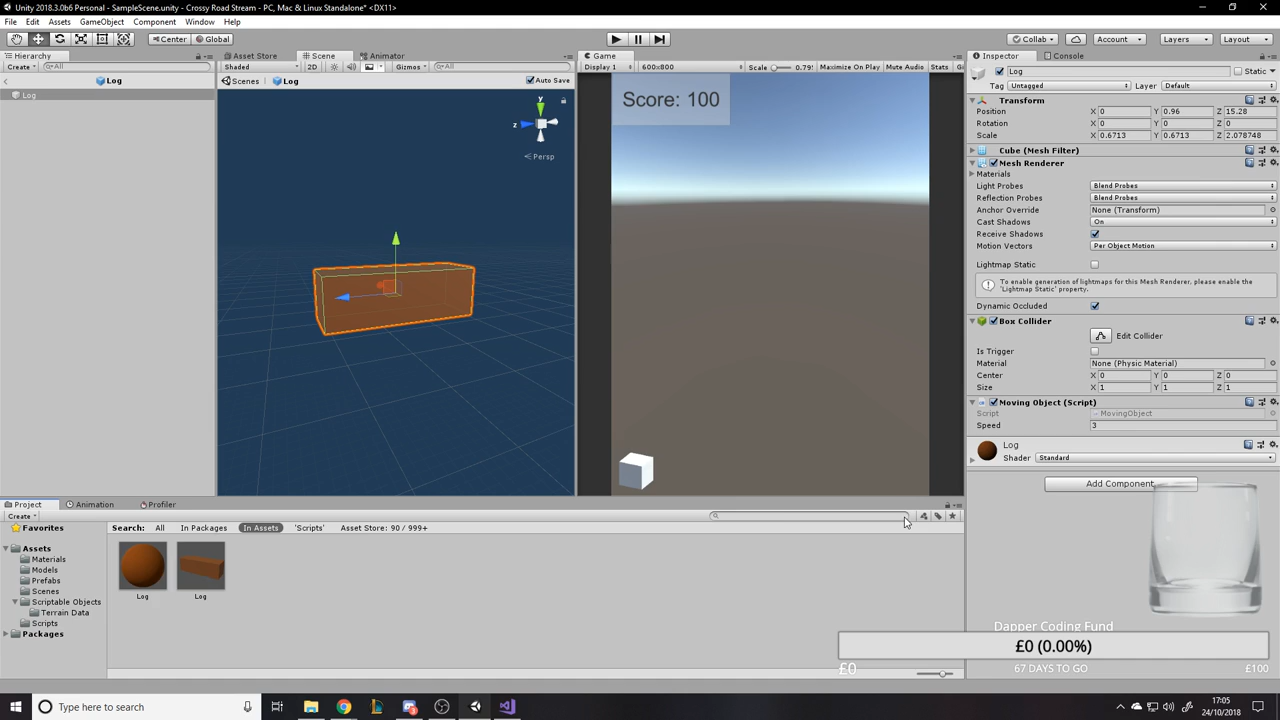 Unity 2018.3.0b6 Personal - SampleScene.unity - Crossy Road Stream - PC, Mac & Linux Standalone* <DX11>
File Edit Assets GameObject Component Window Help
Center Global Collab Account Layers Layout
Hierarchy Asset Store Scene Animator Game Inspector Console
Create All Shaded 2D Gizmos All Display 1 600x800 Scale 0.79 Maximize On Play Mute Audio Stats Gi
Log Scenes Log Auto Save
Log
y
z
Persp
Score: 100
Log Static
Tag Untagged Layer Default
Transform
Position X 0 Y 0.96 Z 15.28
Rotation X 0 Y 0 Z 0
Scale X 0.6713 Y 0.6713 Z 2.078748
Cube (Mesh Filter)
Mesh Renderer
Materials
Light Probes Blend Probes
Reflection Probes Blend Probes
Anchor Override None (Transform)
Cast Shadows On
Receive Shadows
Motion Vectors Per Object Motion
Lightmap Static
To enable generation of lightmaps for this Mesh Renderer, please enable the
'Lightmap Static' property.
Dynamic Occluded
Box Collider
Edit Collider
Is Trigger
Material None (Physic Material)
Center X 0 Y 0 Z 0
Size X 1 Y 1 Z 1
Moving Object (Script)
Script MovingObject
Speed 3
Log
Shader Standard
Add Component
Project Animation Profiler
Create
Favorites Search: All In Packages In Assets 'Scripts' Asset Store: 90 / 999+
Assets
Materials
Models
Prefabs
Scenes
Scriptable Objects
Terrain Data
Scripts
Packages
Log Log
Dapper Coding Fund
£0 (0.00%)
£0 67 DAYS TO GO £100
Type here to search
17:05
24/10/2018